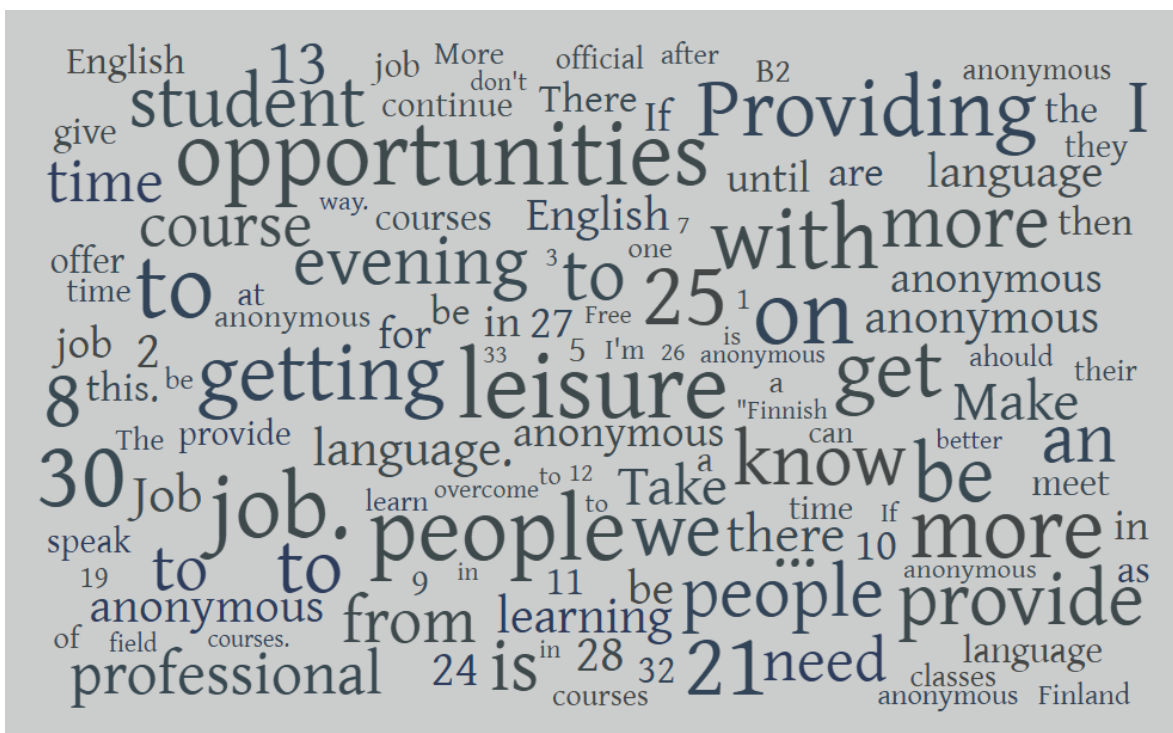 English 13 job More official after B2 anonymous
student continue don't There If Providing the I
give opportunities they
time until are language
course way. courses English 7 with more then
offer to evening 3 to one 25 anonymous
time at anonymous for be in 27 Free 1 on anonymous
job 2 is
8 this. be getting 33 leisure 5 I'm 26 anonymous get ahould their
a "Finnish Make
The provide language. anonymous know can better an
30 Job job. learn overcome to 12 Take a be meet
people to we there time If more in
speak to to 10
19 9 in 11 be people ... provide anonymous as
anonymous from learning
of field courses. language
professional 24 is in 28 32 21 need classes
courses anonymous Finland